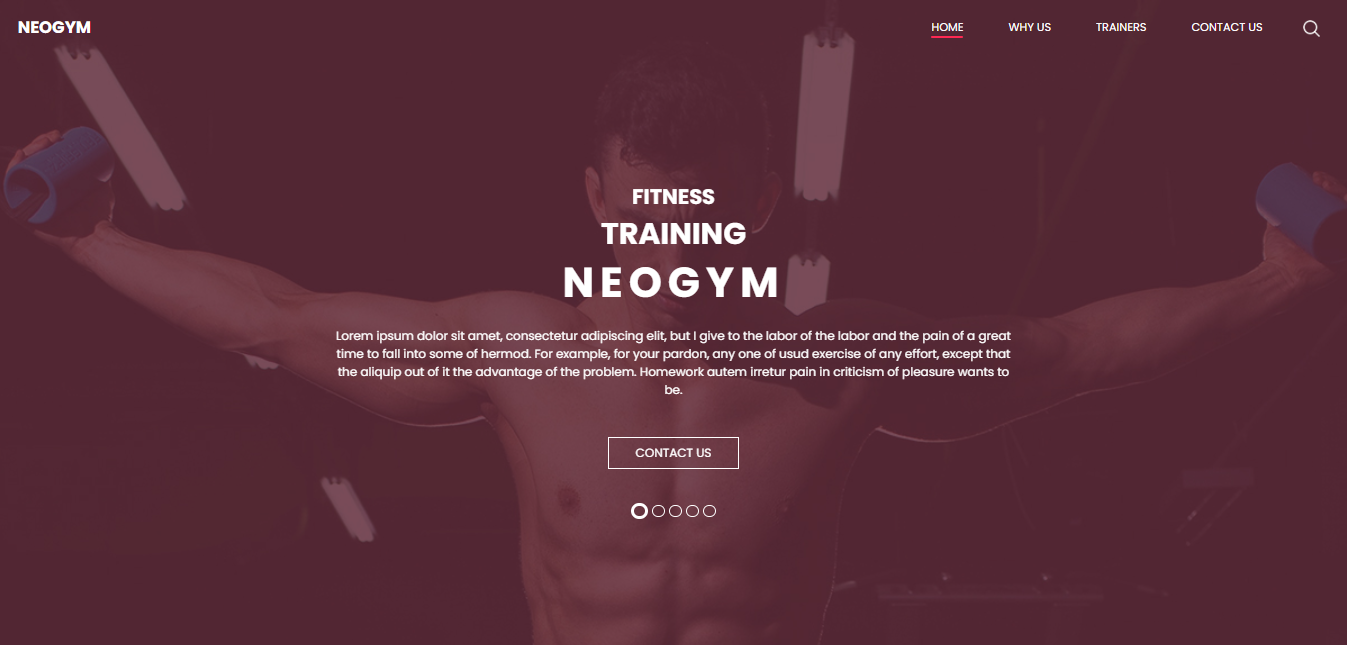 NEOGYM
HOME
WHY US
TRAINERS
CONTACT US
FITNESS
TRAINING
NEOGYM
Lorem ipsum dolor sit amet, consectetur adipiscing elit, but I give to the labor of the labor and the pain of a great
time to fall into some of hermod. For example, for your pardon, any one of usud exercise of any effort, except that
the aliquip out of it the advantage of the problem. Homework autem irretur pain in criticism of pleasure wants to
be.
CONTACT US